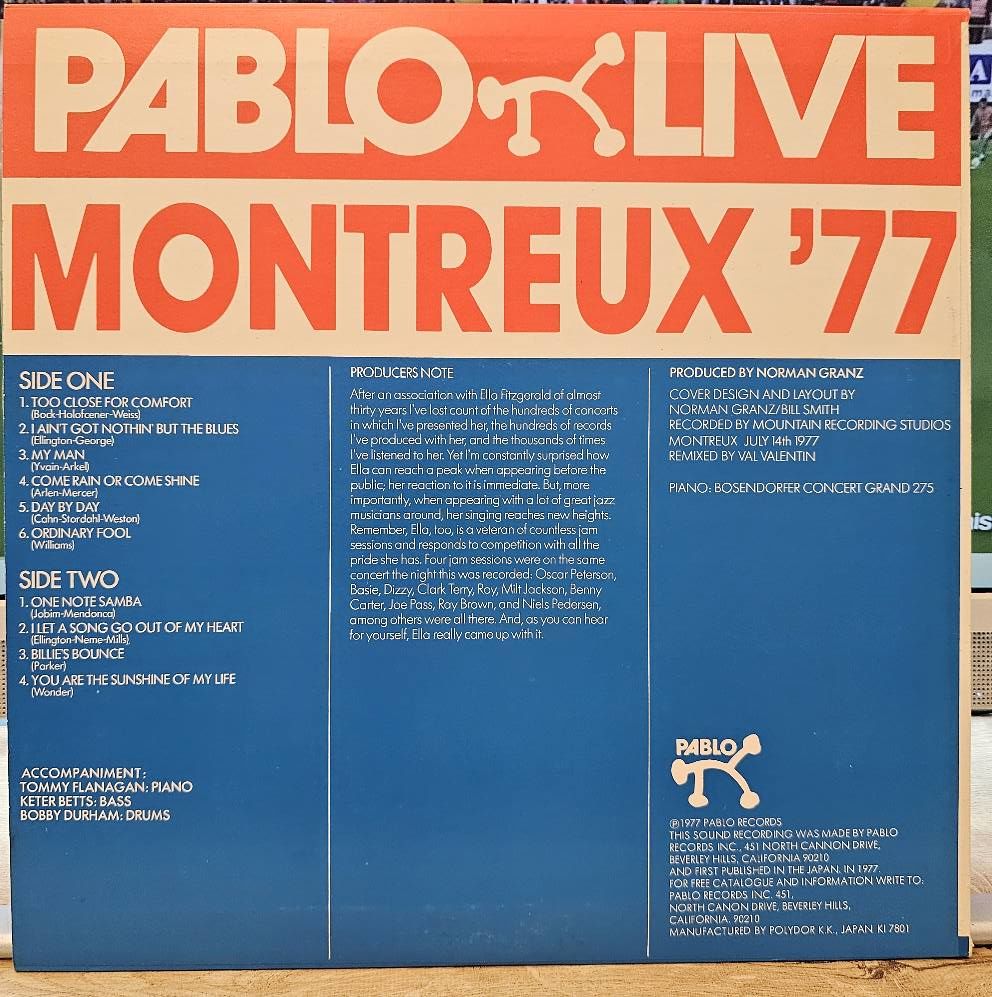 PABLO LIVE
MONTREUX '77
SIDE ONE
1. TOO CLOSE FOR COMFORT
(Bock-Holofcener-Weiss)
2. I AIN'T GOT NOTHIN' BUT THE BLUES
(Ellington-George)
3. MY MAN
(Yvain-Arkel)
4. COME RAIN OR COME SHINE
(Arlen-Mercer)
5. DAY BY DAY
(Cahn-Stordahl-Weston)
6. ORDINARY FOOL
(Williams)
SIDE TWO
1. ONE NOTE SAMBA
(Jobim-Mendonca)
2. I LET A SONG GO OUT OF MY HEART
(Ellington-Neme-Mills)
3. BILLIE'S BOUNCE
(Parker)
4. YOU ARE THE SUNSHINE OF MY LIFE
(Wonder)
ACCOMPANIMENT:
TOMMY FLANAGAN: PIANO
KETER BETTS: BASS
BOBBY DURHAM: DRUMS
PRODUCERS NOTE
After an association with Ella Fitzgerald of almost
thirty years I've lost count of the hundreds of concerts
in which I've presented her, the hundreds of records
I've produced with her, and the thousands of times
I've listened to her. Yet I'm constantly surprised how
Ella can reach a peak when appearing before the
public; her reaction to it is immediate. But, more
importantly, when appearing with a lot of great jazz
musicians around, her singing reaches new heights.
Remember, Ella, too, is a veteran of countless jam
sessions and responds to competition with all the
pride she has. Four jam sessions were on the same
concert the night this was recorded: Oscar Peterson,
Basie, Dizzy, Clark Terry, Roy, Milt Jackson, Benny
Carter, Joe Pass, Ray Brown, and Niels Pedersen,
among others were all there. And, as you can hear
for yourself, Ella really came up with it.
PRODUCED BY NORMAN GRANZ
COVER DESIGN AND LAYOUT BY
NORMAN GRANZ/BILL SMITH
RECORDED BY MOUNTAIN RECORDING STUDIOS
MONTREUX JULY 14th 1977
REMIXED BY VAL VALENTIN
PIANO: BOSENDORFER CONCERT GRAND 275
PABLO
℗1977 PABLO RECORDS
THIS SOUND RECORDING WAS MADE BY PABLO
RECORDS INC., 451 NORTH CANNON DRIVE,
BEVERLEY HILLS, CALIFORNIA 90210
AND FIRST PUBLISHED IN THE JAPAN. IN 1977.
FOR FREE CATALOGUE AND INFORMATION WRITE TO:
PABLO RECORDS INC. 451,
NORTH CANON DRIVE, BEVERLEY HILLS,
CALIFORNIA. 90210
MANUFACTURED BY POLYDOR K.K., JAPAN KI 7801